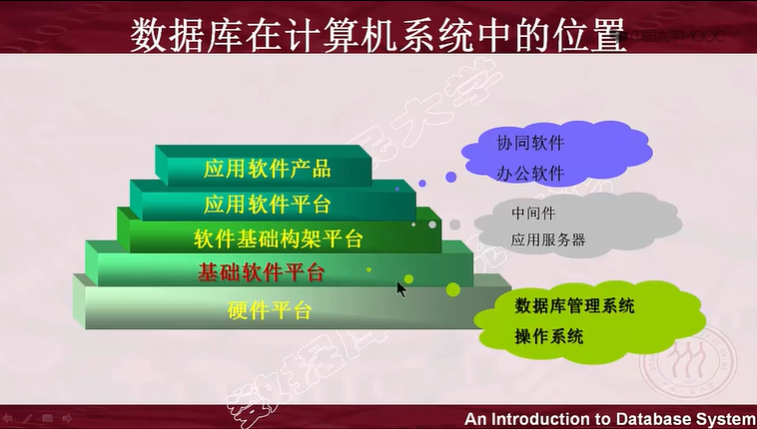 数据库在计算机系统中的位置
中国大学MOOC
应用软件产品
应用软件平台
软件基础构架平台
基础软件平台
硬件平台
协同软件
办公软件
中间件
应用服务器
数据库管理系统
操作系统
An Introduction to Database System